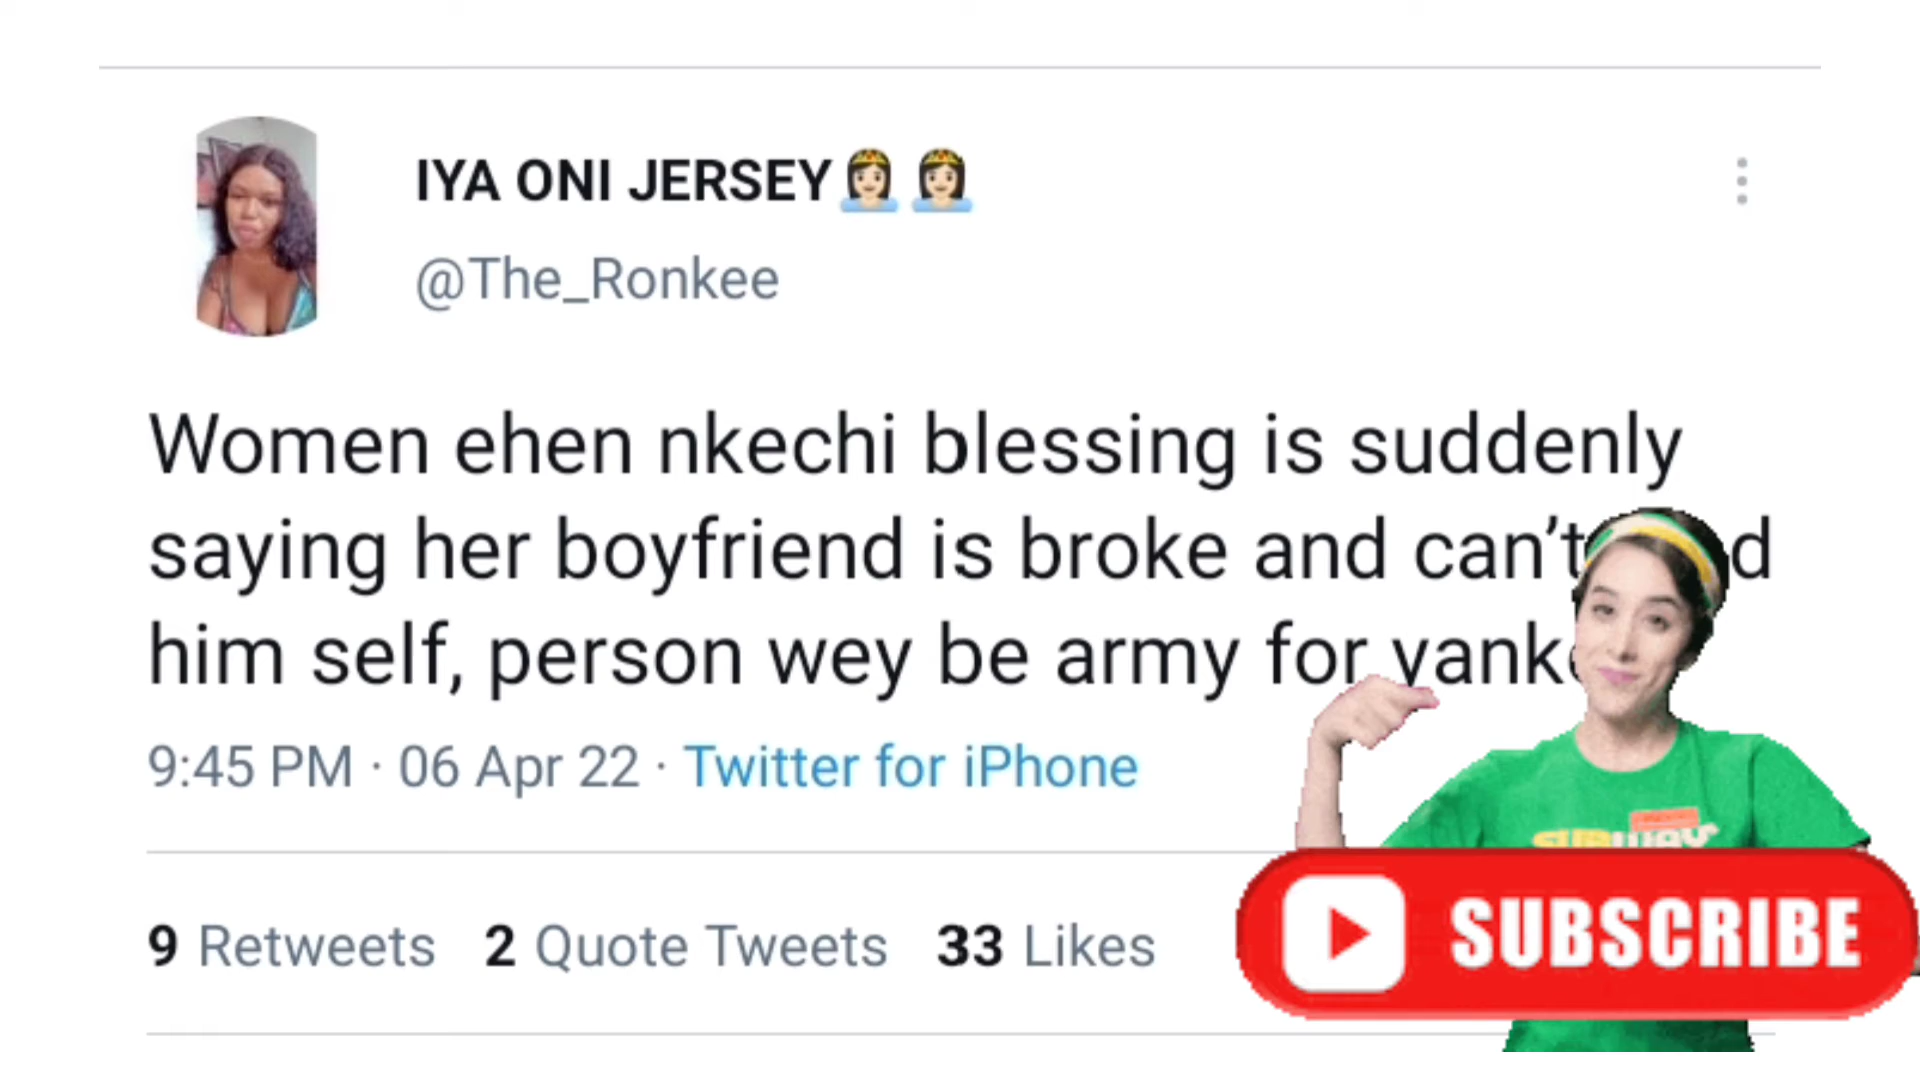 IYA ONI JERSEY👸🏻👸🏻
@The_Ronkee
Women ehen nkechi blessing is suddenly
saying her boyfriend is broke and can't
him self, person wey be army for
9:45 PM · 06 Apr 22 · Twitter for iPhone
9 Retweets 2 Quote Tweets 33 Likes
SUBWAY
SUBSCRIBE